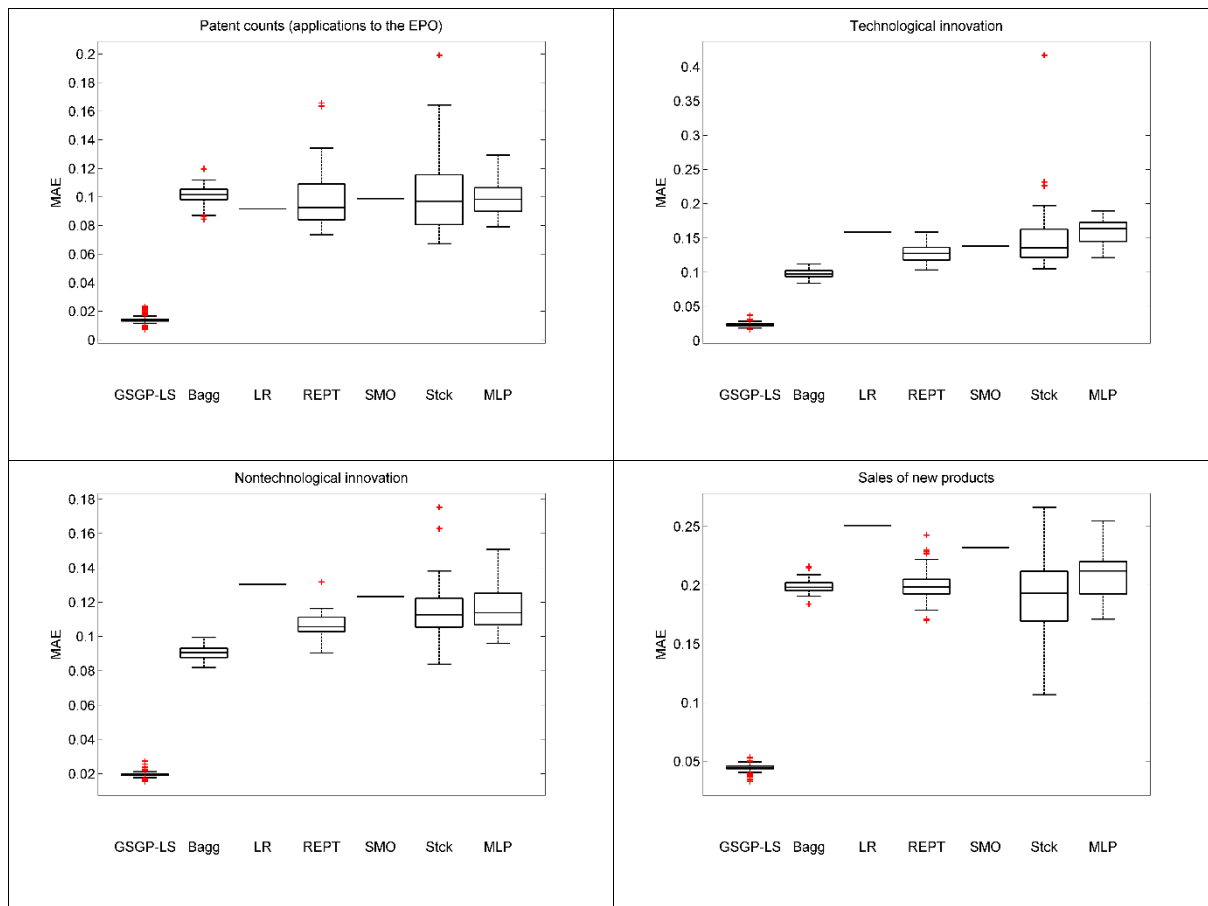 Patent counts (applications to the EPO)
0.2
0.18
0.16
0.14
0.12
0.1
0.08
0.06
0.04
0.02
0
MAE
GSGP-LS Bagg LR REPT SMO Stck MLP
Technological innovation
0.4
0.35
0.3
0.25
0.2
0.15
0.1
0.05
0
MAE
GSGP-LS Bagg LR REPT SMO Stck MLP
Nontechnological innovation
0.18
0.16
0.14
0.12
0.1
0.08
0.06
0.04
0.02
MAE
GSGP-LS Bagg LR REPT SMO Stck MLP
Sales of new products
0.25
0.2
0.15
0.1
0.05
MAE
GSGP-LS Bagg LR REPT SMO Stck MLP